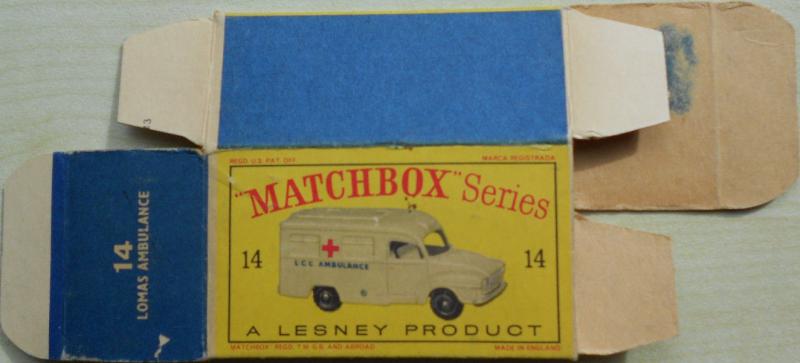 REGD. U.S. PAT. OFF. MARCA REGISTRADA
"MATCHBOX" Series
14 14
L.C.C. AMBULANCE
A LESNEY PRODUCT
"MATCHBOX" REGD. T.M. G.B. AND ABROAD MADE IN ENGLAND
14
LOMAS AMBULANCE
3